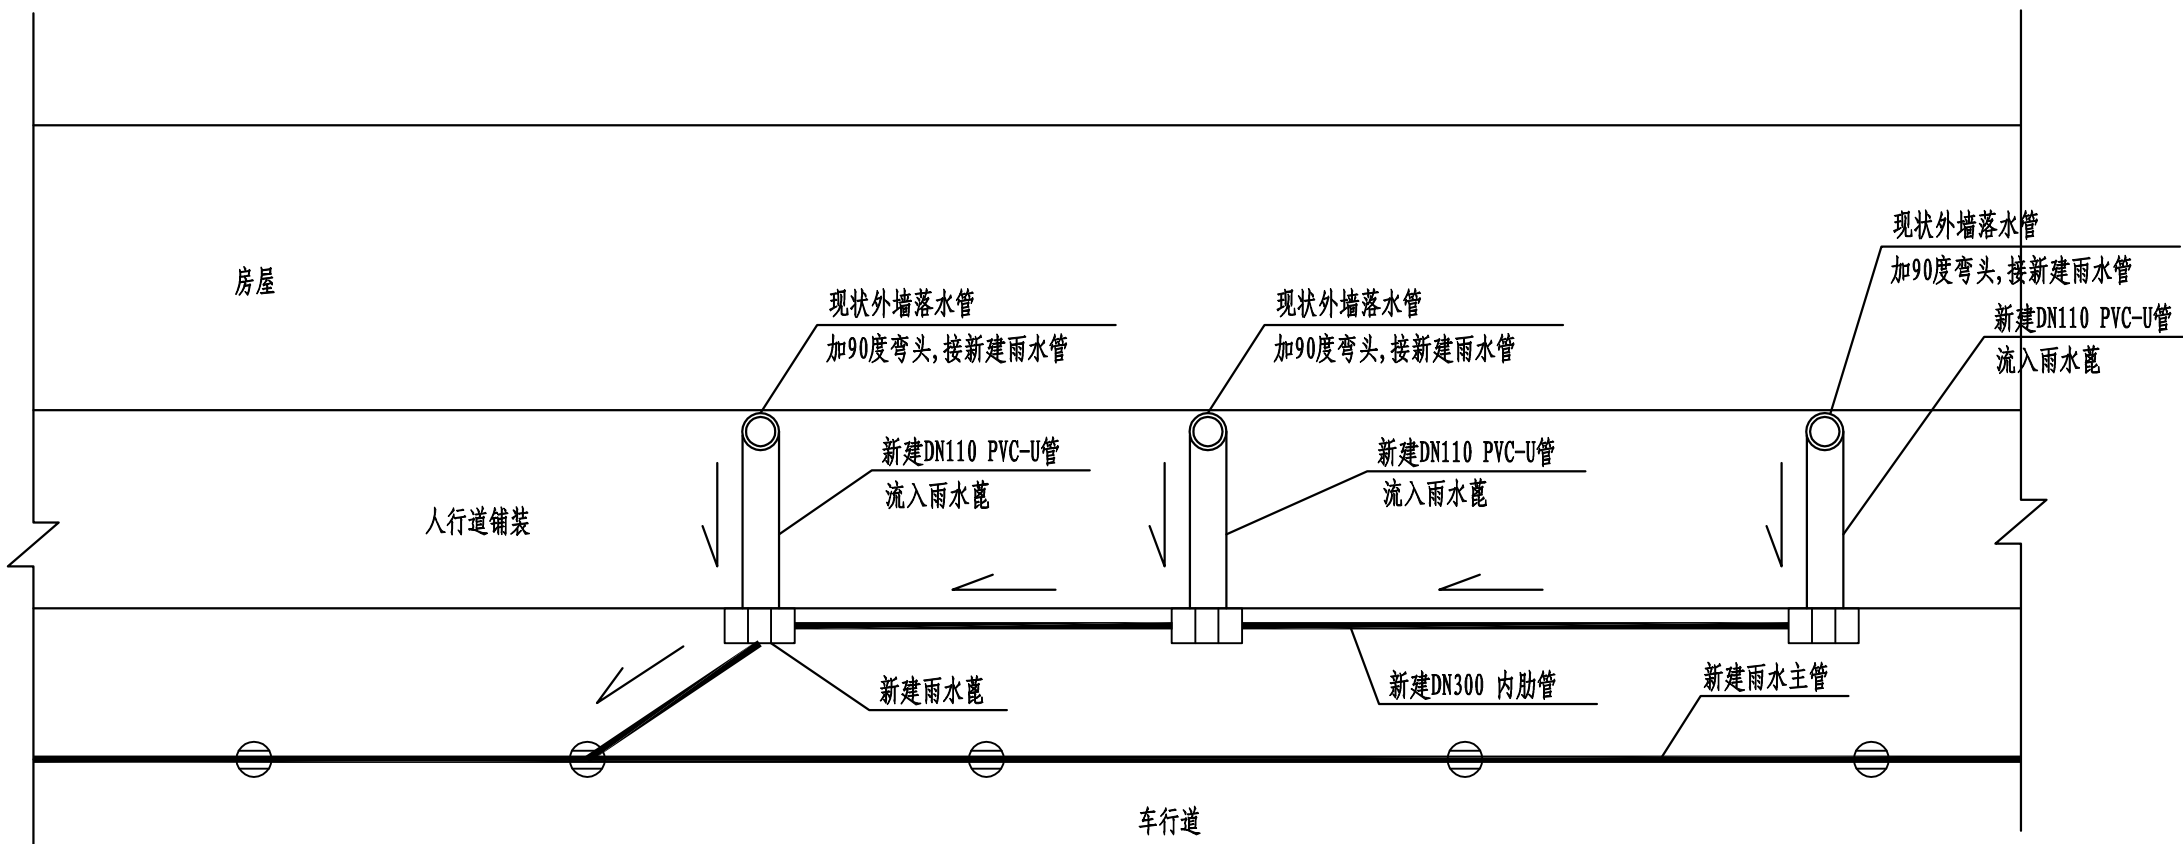 现状外墙落水管
加90度弯头,接新建雨水管
新建DN110 PVC-U管
流入雨水蓖
房屋
现状外墙落水管
加90度弯头,接新建雨水管
现状外墙落水管
加90度弯头,接新建雨水管
新建DN110 PVC-U管
流入雨水蓖
新建DN110 PVC-U管
流入雨水蓖
人行道铺装
新建雨水蓖
新建DN300 内肋管
新建雨水主管
车行道